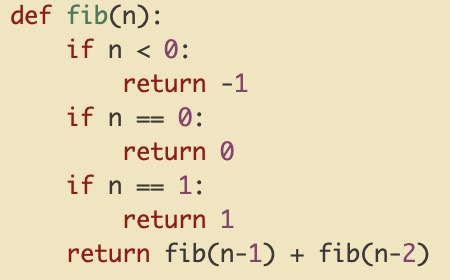 def fib(n):
    if n < 0:
        return -1
    if n == 0:
        return 0
    if n == 1:
        return 1
    return fib(n-1) + fib(n-2)